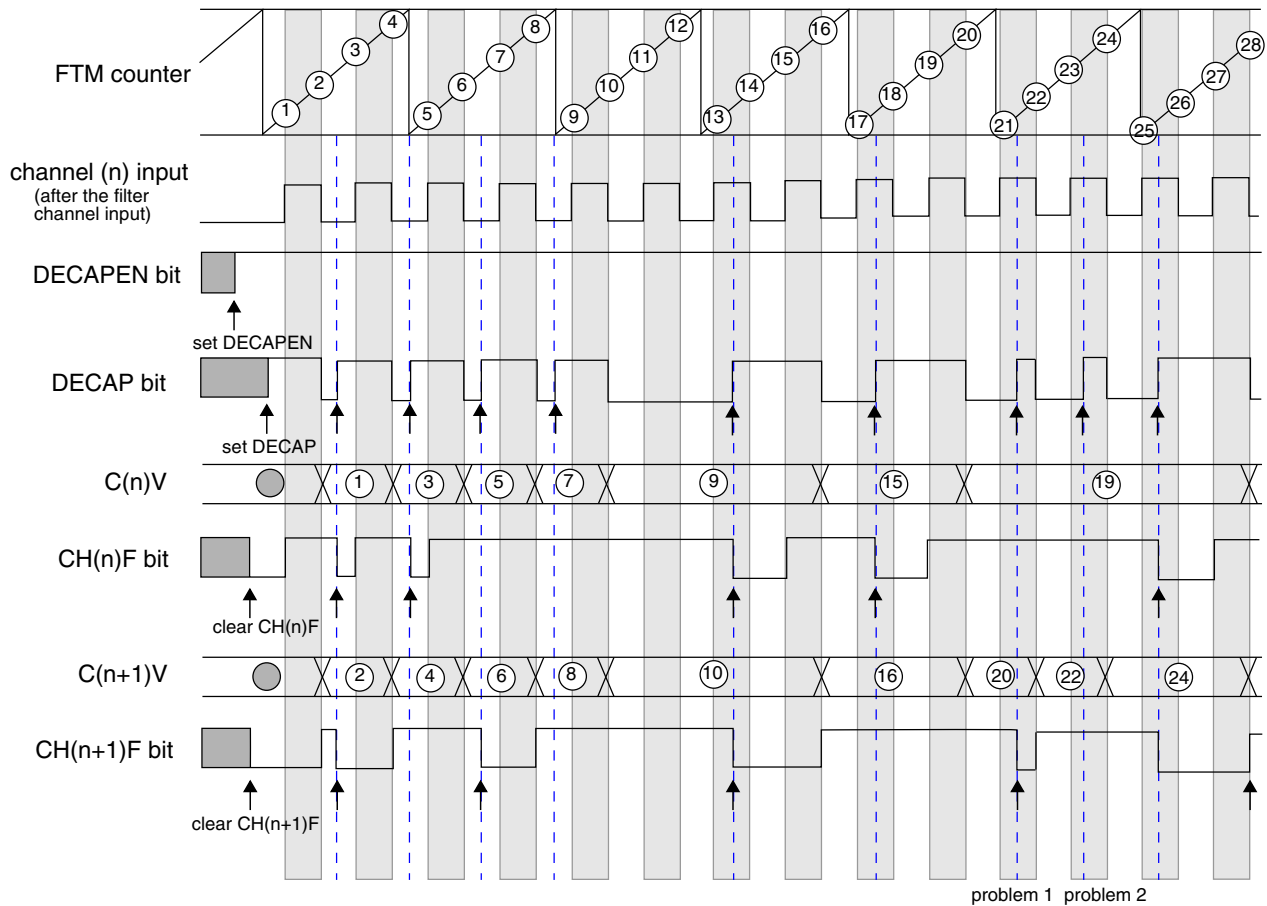 4 8 12 16 20 24 28
3 7 11 15 19 23 27
FTM counter
2 6 10 14 18 22 26
1 5 9 13 17 21 25
channel (n) input
(after the filter
channel input)
DECAPEN bit
set DECAPEN
DECAP bit
set DECAP
C(n)V 1 3 5 7 9 15 19
CH(n)F bit
clear CH(n)F
C(n+1)V 2 4 6 8 10 16 20 22 24
CH(n+1)F bit
clear CH(n+1)F
problem 1 problem 2